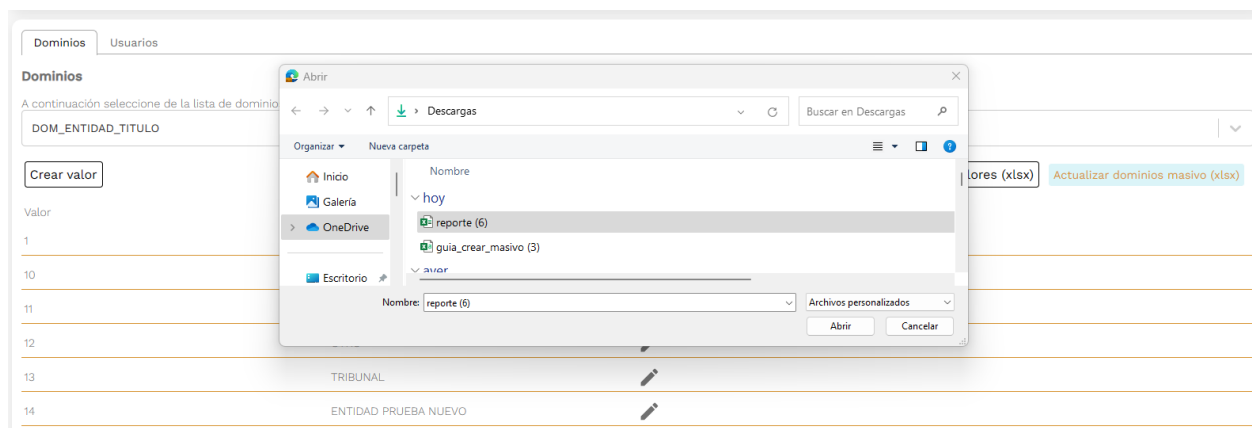 Dominios Usuarios
Dominios
A continuación seleccione de la lista de dominio
DOM_ENTIDAD_TITULO
Crear valor
lores (xlsx) Actualizar dominios masivo (xlsx)
Valor
1
10
11
12
13 TRIBUNAL
14 ENTIDAD PRUEBA NUEVO
Abrir
Descargas
Buscar en Descargas
Organizar Nueva carpeta
Inicio
Galería
OneDrive
Escritorio
Nombre
hoy
reporte (6)
guia_crear_masivo (3)
ayer
Nombre: reporte (6) Archivos personalizados
Abrir Cancelar